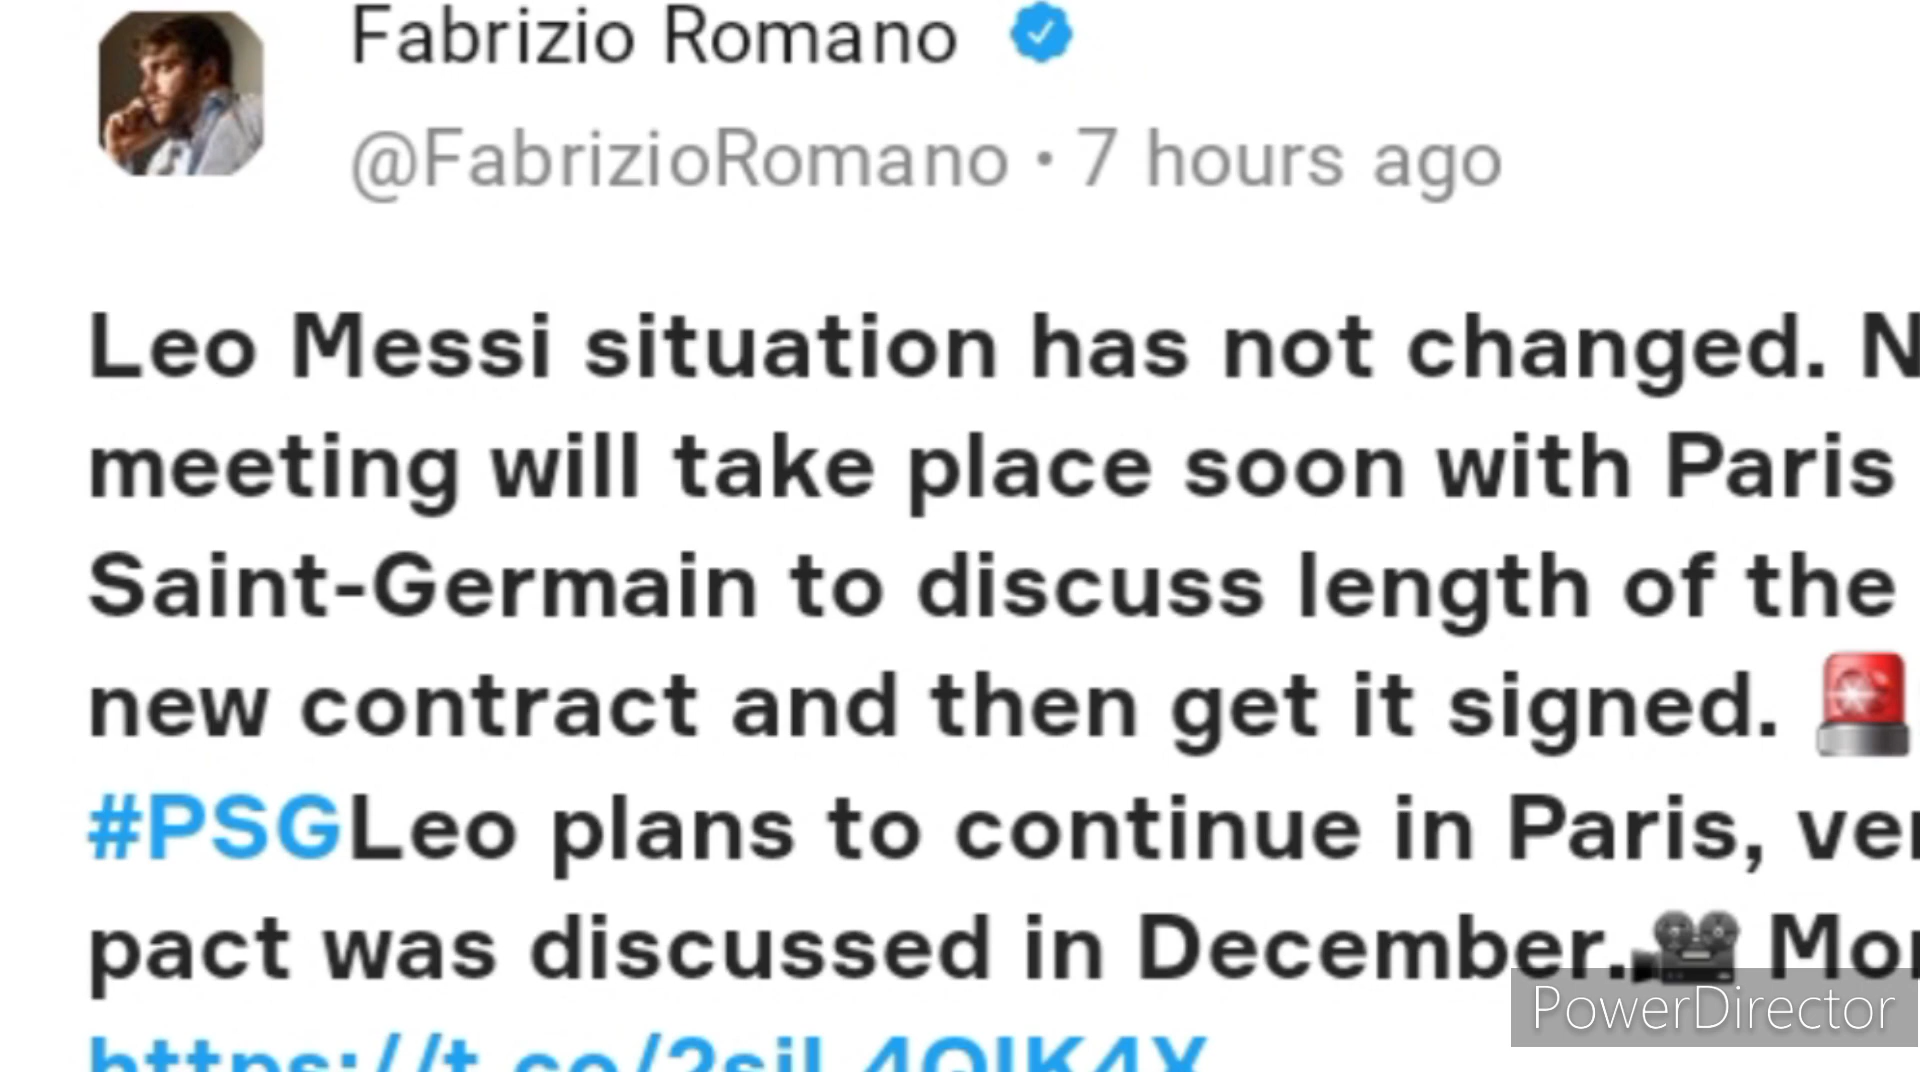 Fabrizio Romano
@FabrizioRomano · 7 hours ago
Leo Messi situation has not changed.
meeting will take place soon with Paris
Saint-Germain to discuss length of the
new contract and then get it signed. 🚨
#PSGLeo plans to continue in Paris,
pact was discussed in December.🎥
PowerDirector